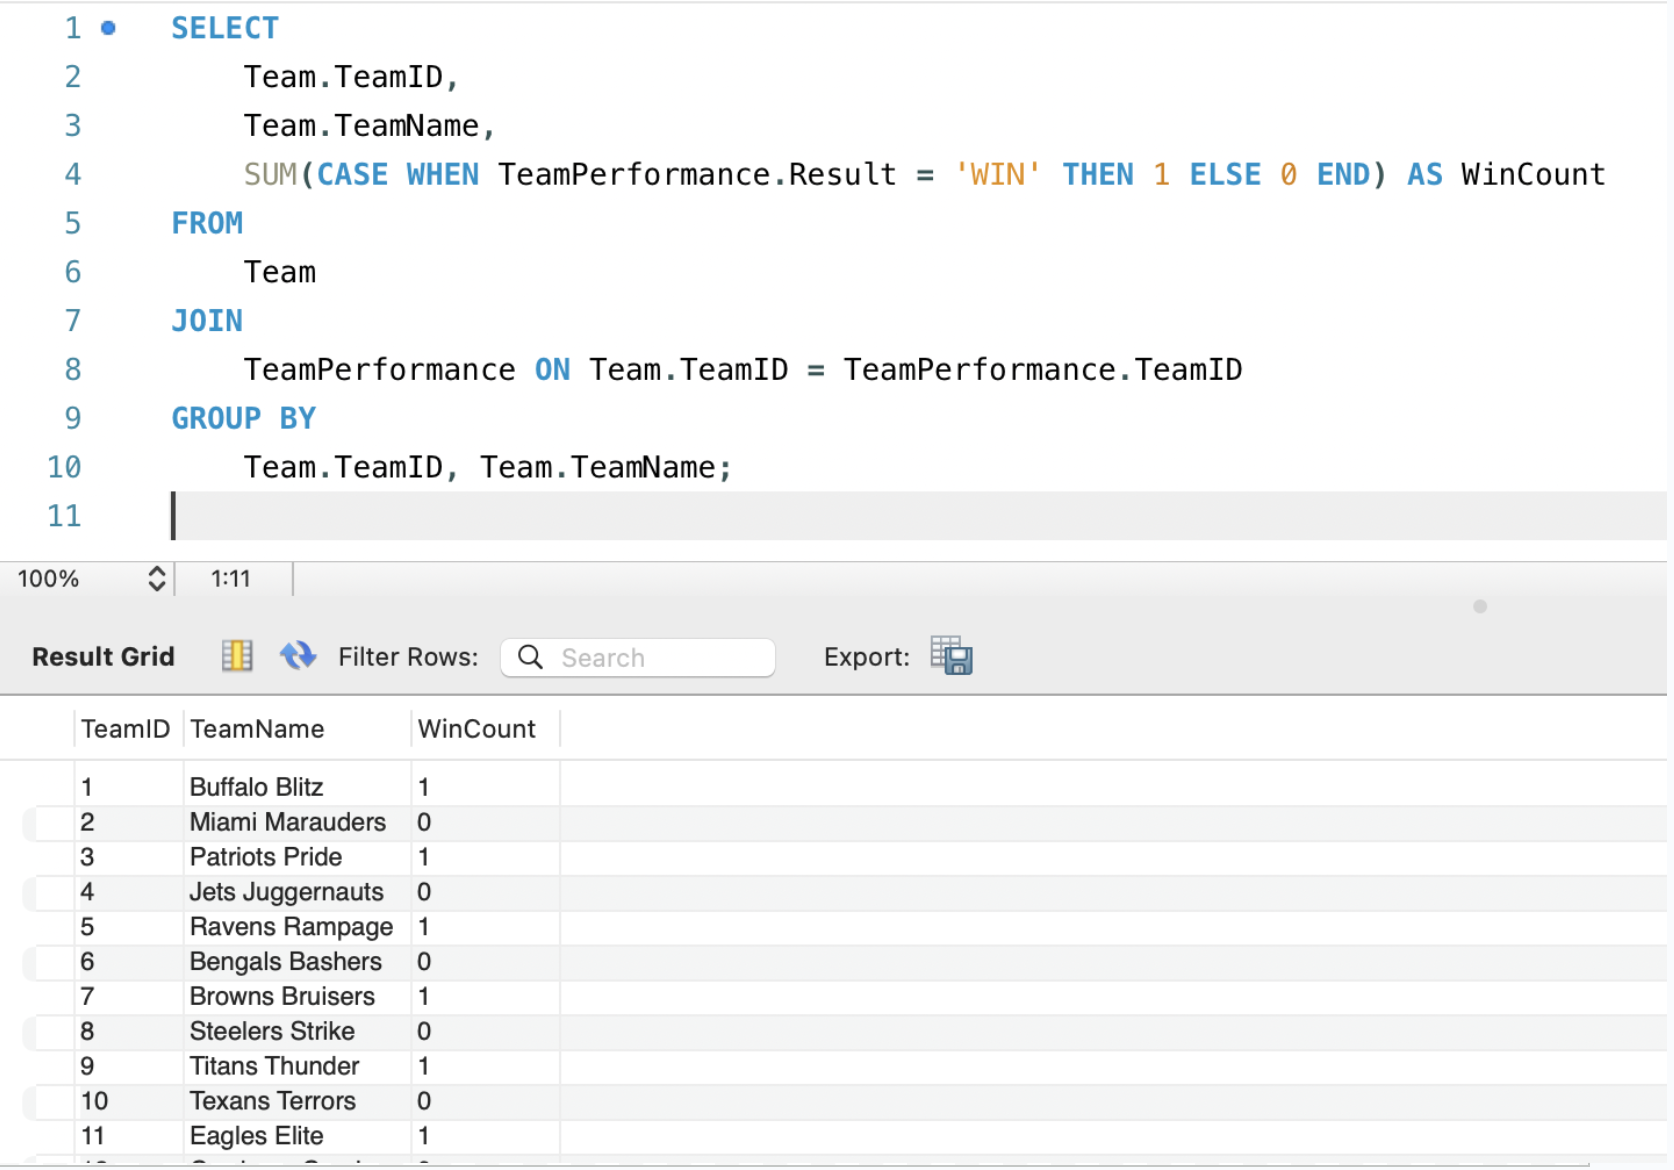 1 SELECT
2 Team.TeamID,
3 Team.TeamName,
4 SUM(CASE WHEN TeamPerformance.Result = 'WIN' THEN 1 ELSE 0 END) AS WinCount
5 FROM
6 Team
7 JOIN
8 TeamPerformance ON Team.TeamID = TeamPerformance.TeamID
9 GROUP BY
10 Team.TeamID, Team.TeamName;
11
100% 1:11
Result Grid Filter Rows: Search Export:
TeamID TeamName WinCount
1 Buffalo Blitz 1
2 Miami Marauders 0
3 Patriots Pride 1
4 Jets Juggernauts 0
5 Ravens Rampage 1
6 Bengals Bashers 0
7 Browns Bruisers 1
8 Steelers Strike 0
9 Titans Thunder 1
10 Texans Terrors 0
11 Eagles Elite 1